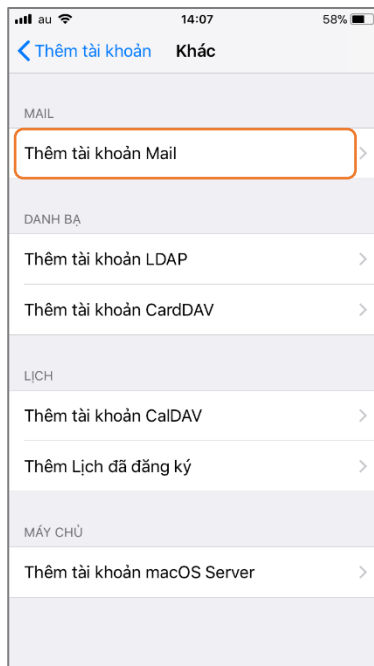 au 14:07 58%
Thêm tài khoản Khác
MAIL
Thêm tài khoản Mail
DANH BẠ
Thêm tài khoản LDAP
Thêm tài khoản CardDAV
LỊCH
Thêm tài khoản CalDAV
Thêm Lịch đã đăng ký
MÁY CHỦ
Thêm tài khoản macOS Server